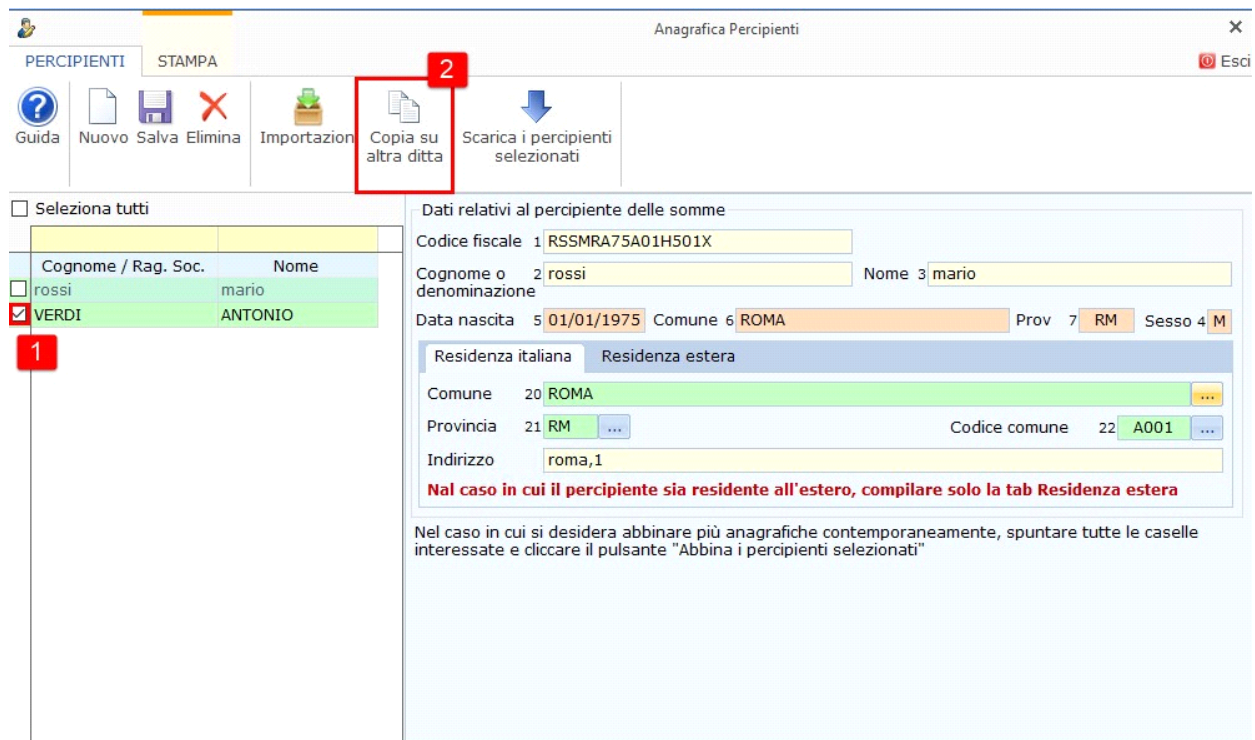 Anagrafica Percipienti
PERCIPIENTI STAMPA
Esci
2
Guida Nuovo Salva Elimina Importazion Copia su altra ditta Scarica i percipienti selezionati
Seleziona tutti
Cognome / Rag. Soc. Nome
rossi mario
VERDI ANTONIO
1
Dati relativi al percipiente delle somme
Codice fiscale 1 RSSMRA75A01H501X
Cognome o denominazione 2 rossi Nome 3 mario
Data nascita 5 01/01/1975 Comune 6 ROMA Prov 7 RM Sesso 4 M
Residenza italiana Residenza estera
Comune 20 ROMA ...
Provincia 21 RM ... Codice comune 22 A001 ...
Indirizzo roma,1
Nal caso in cui il percipiente sia residente all'estero, compilare solo la tab Residenza estera
Nel caso in cui si desidera abbinare più anagrafiche contemporaneamente, spuntare tutte le caselle
interessate e cliccare il pulsante "Abbina i percipienti selezionati"